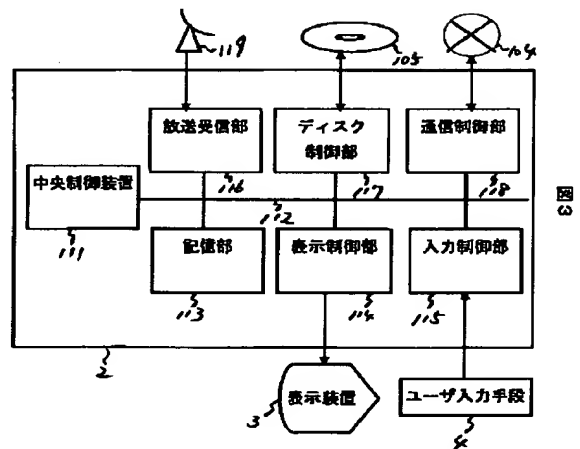 119
105
104
放送受信部
ディスク
制御部
通信制御部
116
117
118
中央制御装置
111
112
図3
記憶部
表示制御部
入力制御部
113
114
115
2
表示装置
3
ユーザ入力手段
4